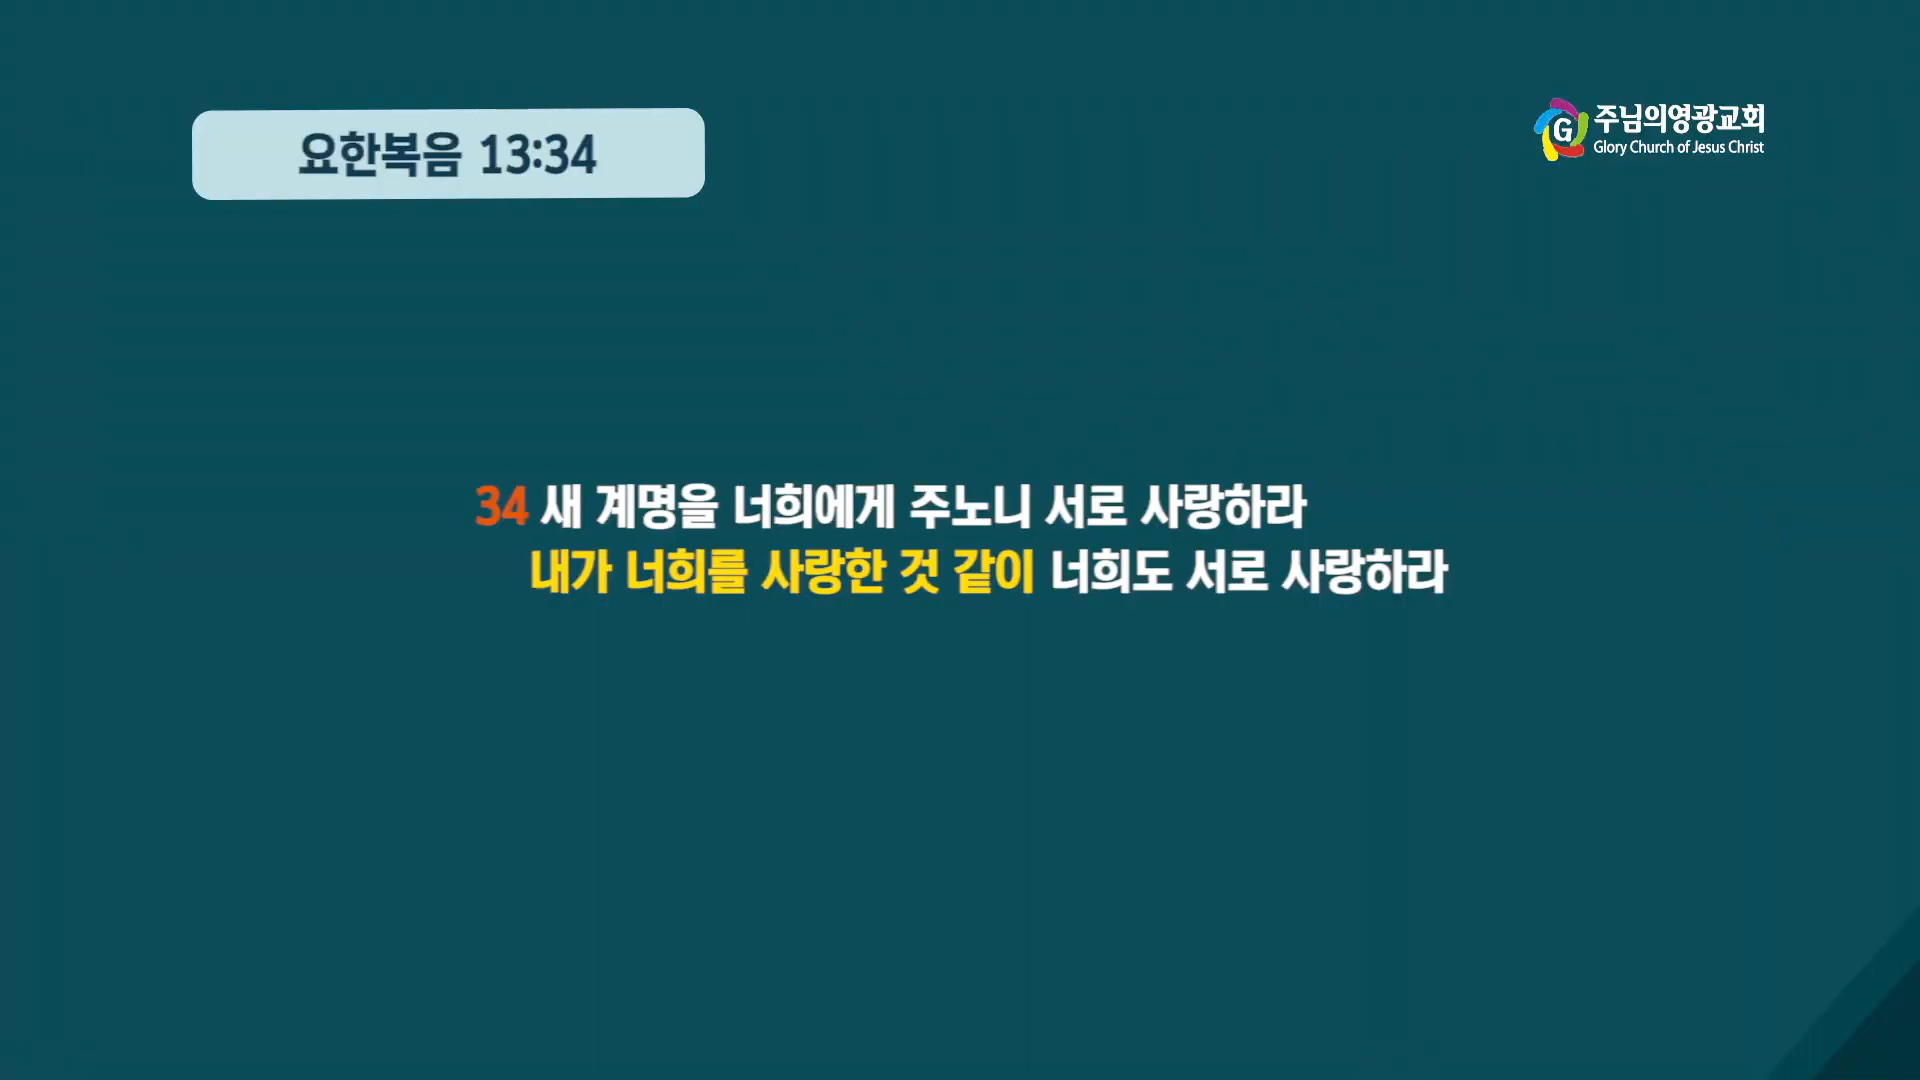 요한복음 13:34
G 주님의영광교회
Glory Church of Jesus Christ
34 새 계명을 너희에게 주노니 서로 사랑하라
내가 너희를 사랑한 것 같이 너희도 서로 사랑하라